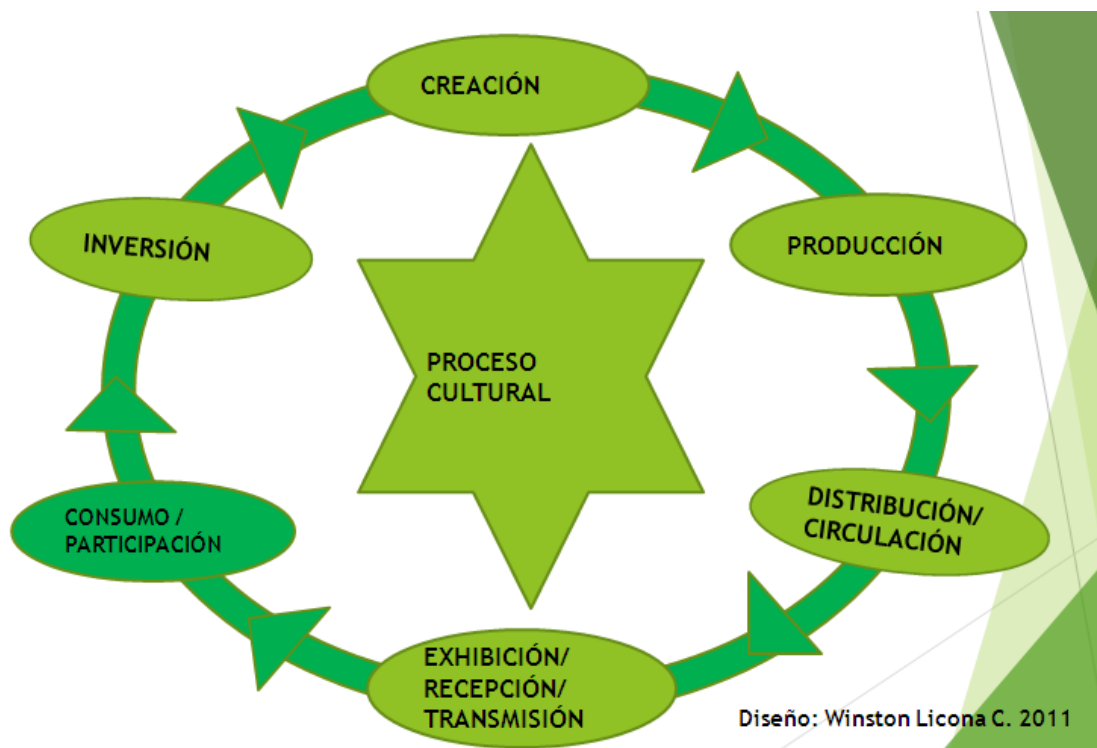 CREACIÓN
PRODUCCIÓN
DISTRIBUCIÓN/
CIRCULACIÓN
EXHIBICIÓN/
RECEPCIÓN/
TRANSMISIÓN
CONSUMO /
PARTICIPACIÓN
INVERSIÓN
PROCESO
CULTURAL
Diseño: Winston Licona C. 2011